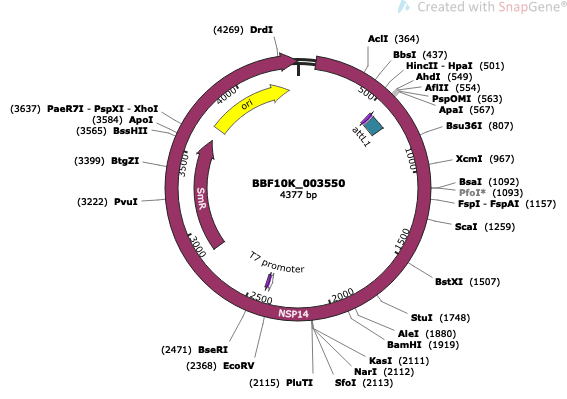 Created with SnapGene®
(4269) DrdI
AclI (364)
BbsI (437)
HincII - HpaI (501)
AhdI (549)
AflII (554)
PspOMI (563)
ApaI (567)
Bsu36I (807)
XcmI (967)
BsaI (1092)
PfoI* (1093)
FspI - FspAI (1157)
ScaI (1259)
BstXI (1507)
StuI (1748)
AleI (1880)
BamHI (1919)
KasI (2111)
NarI (2112)
SfoI (2113)
(2115) PluTI
(2368) EcoRV
(2471) BseRI
(3222) PvuI
(3399) BtgZI
(3565) BssHII
(3584) ApoI
(3637) PaeR7I - PspXI - XhoI
500
1000
1500
2000
2500
3000
3500
4000
ori
attL1
SmR
T7 promoter
NSP14
BBF10K_003550
4377 bp